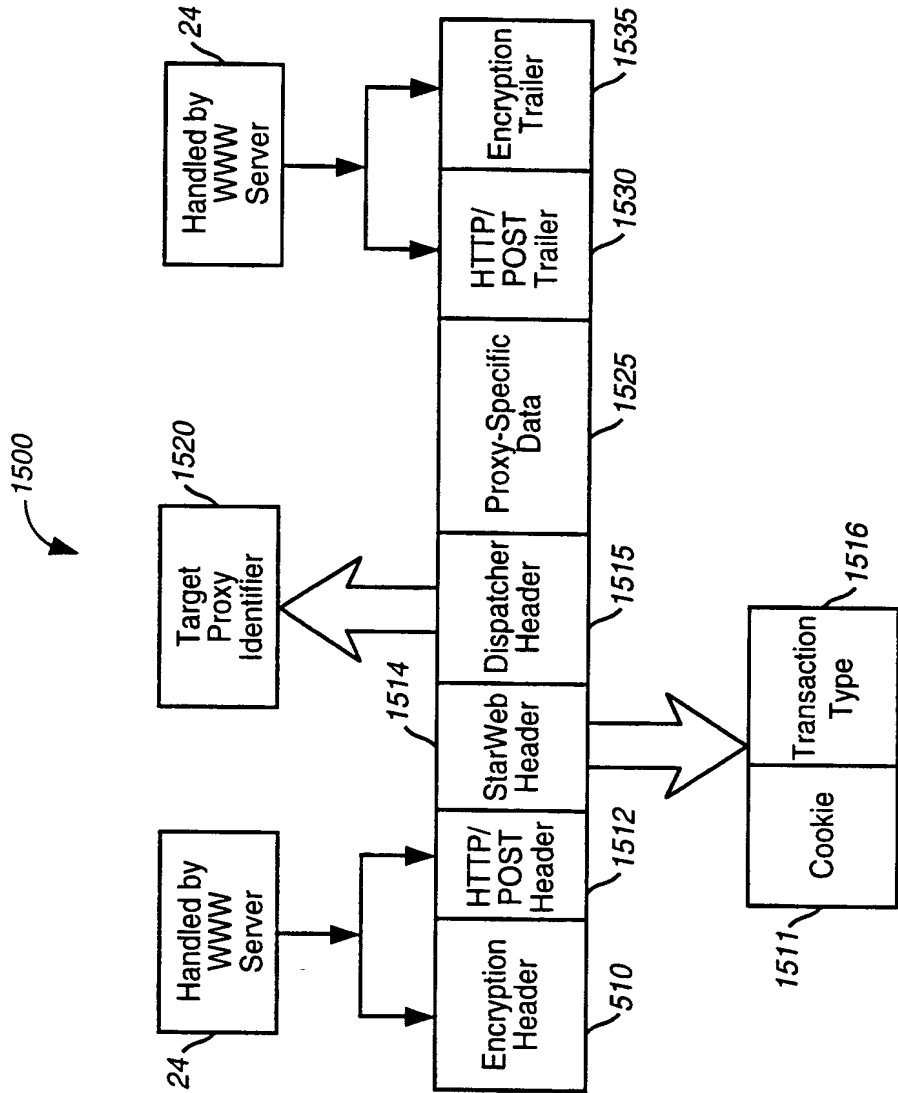 1500
24
Handled by
WWW
Server
1520
Target
Proxy
Identifier
Handled by
WWW
Server
24
Encryption
Header
510
HTTP/
POST
Header
1512
StarWeb
Header
1514
Dispatcher
Header
1515
Proxy-Specific
Data
1525
HTTP/
POST
Trailer
1530
Encryption
Trailer
1535
1511
Cookie
Transaction
Type
1516